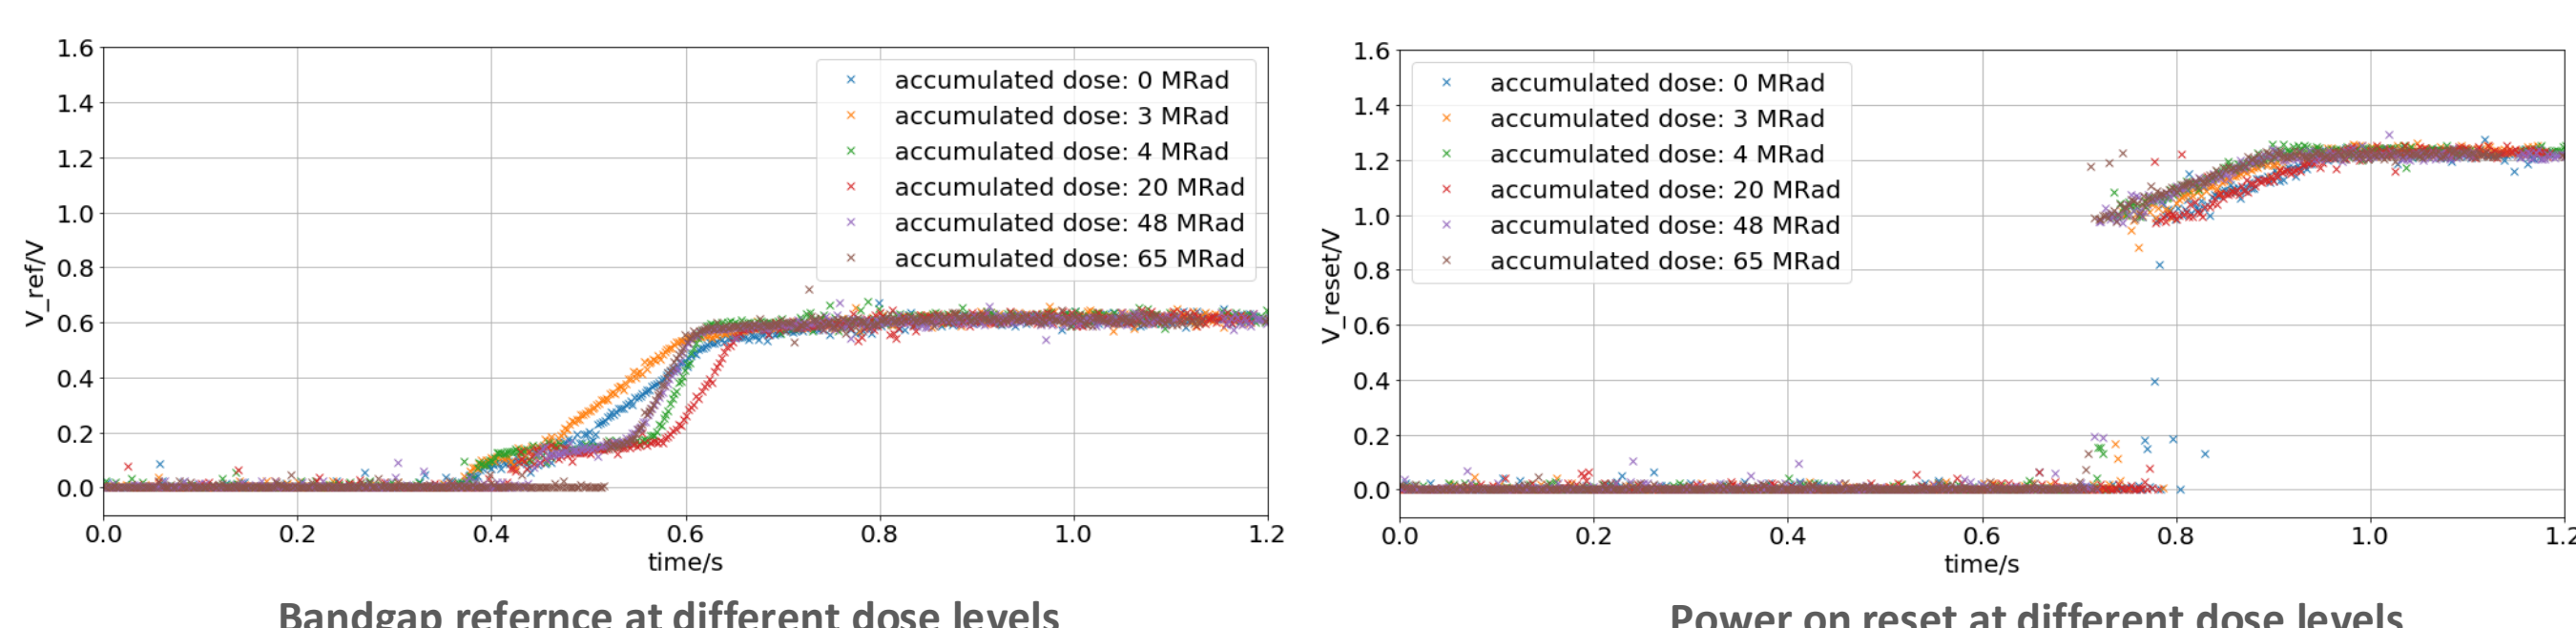 1.6
1.4
1.2
1.0
0.8
0.6
0.4
0.2
0.0
V_ref/V
accumulated dose: 0 MRad
accumulated dose: 3 MRad
accumulated dose: 4 MRad
accumulated dose: 20 MRad
accumulated dose: 48 MRad
accumulated dose: 65 MRad
0.0 0.2 0.4 0.6 0.8 1.0 1.2
time/s
Bandgap refernce at different dose levels
1.6
1.4
1.2
1.0
0.8
0.6
0.4
0.2
0.0
V_reset/V
accumulated dose: 0 MRad
accumulated dose: 3 MRad
accumulated dose: 4 MRad
accumulated dose: 20 MRad
accumulated dose: 48 MRad
accumulated dose: 65 MRad
0.0 0.2 0.4 0.6 0.8 1.0 1.2
time/s
Power on reset at different dose levels